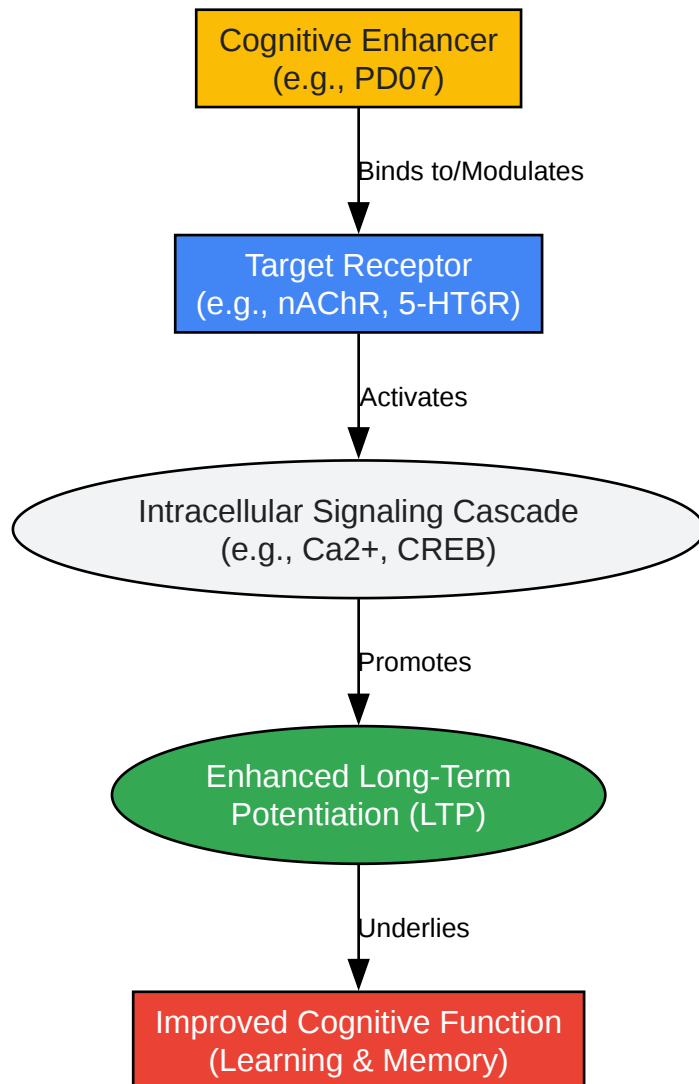 Cognitive Enhancer
(e.g., PD07)
Binds to/Modulates
Target Receptor
(e.g., nAChR, 5-HT6R)
Activates
Intracellular Signaling Cascade
(e.g., Ca2+, CREB)
Promotes
Enhanced Long-Term
Potentiation (LTP)
Underlies
Improved Cognitive Function
(Learning & Memory)